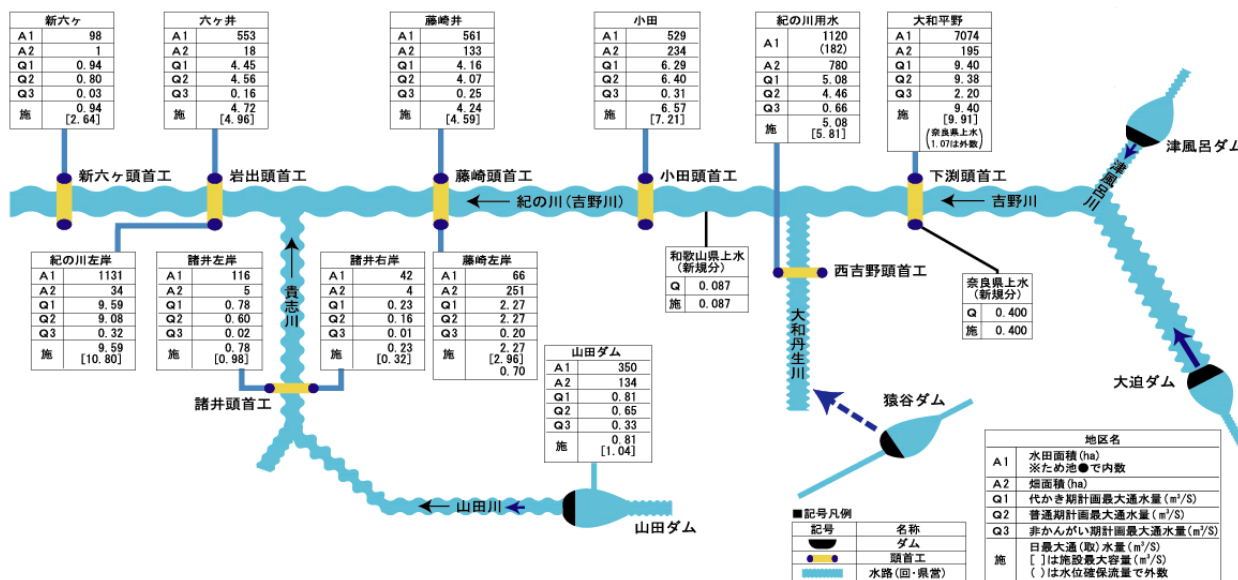 新六ヶ
A1 98
A2 1
Q1 0.94
Q2 0.80
Q3 0.03
施 0.94
[2.64]
六ヶ井
A1 553
A2 18
Q1 4.45
Q2 4.56
Q3 0.16
施 4.72
[4.96]
藤崎井
A1 561
A2 133
Q1 4.16
Q2 4.07
Q3 0.25
施 4.24
[4.59]
小田
A1 529
A2 234
Q1 6.29
Q2 6.40
Q3 0.31
施 6.57
[7.21]
紀の川用水
A1 1120
(182)
A2 780
Q1 5.08
Q2 4.46
Q3 0.66
施 5.08
[5.81]
大和平野
A1 7074
A2 195
Q1 9.40
Q2 9.38
Q3 2.20
施 9.40
[9.91]
(奈良県上水
1.07は外数)
津風呂ダム
津風呂川
新六ヶ頭首工
岩出頭首工
藤崎頭首工
小田頭首工
下渕頭首工
紀の川(吉野川)
吉野川
紀の川左岸
A1 1131
A2 34
Q1 9.59
Q2 9.08
Q3 0.32
施 9.59
[10.80]
諸井左岸
A1 116
A2 5
Q1 0.78
Q2 0.60
Q3 0.02
施 0.78
[0.98]
貴志川
諸井右岸
A1 42
A2 4
Q1 0.23
Q2 0.16
Q3 0.01
施 0.23
[0.32]
藤崎左岸
A1 66
A2 251
Q1 2.27
Q2 2.27
Q3 0.20
施 2.27
[2.96]
0.70
和歌山県上水
(新規分)
Q 0.087
施 0.087
西吉野頭首工
大和丹生川
奈良県上水
(新規分)
Q 0.400
施 0.400
大迫ダム
諸井頭首工
山田ダム
A1 350
A2 134
Q1 0.81
Q2 0.65
Q3 0.33
施 0.81
[1.04]
山田川
山田ダム
猿谷ダム
■記号凡例
記号 名称
ダム
頭首工
水路(国・県営)
地区名
A1 水田面積(ha)
※ため池●で内数
A2 畑面積(ha)
Q1 代かき期計画最大通水量(m³/S)
Q2 普通期計画最大通水量(m³/S)
Q3 非かんがい期計画最大通水量(m³/S)
施 日最大通(取)水量(m³/S)
[ ]は施設最大容量(m³/S)
( )は水位確保流量で外数